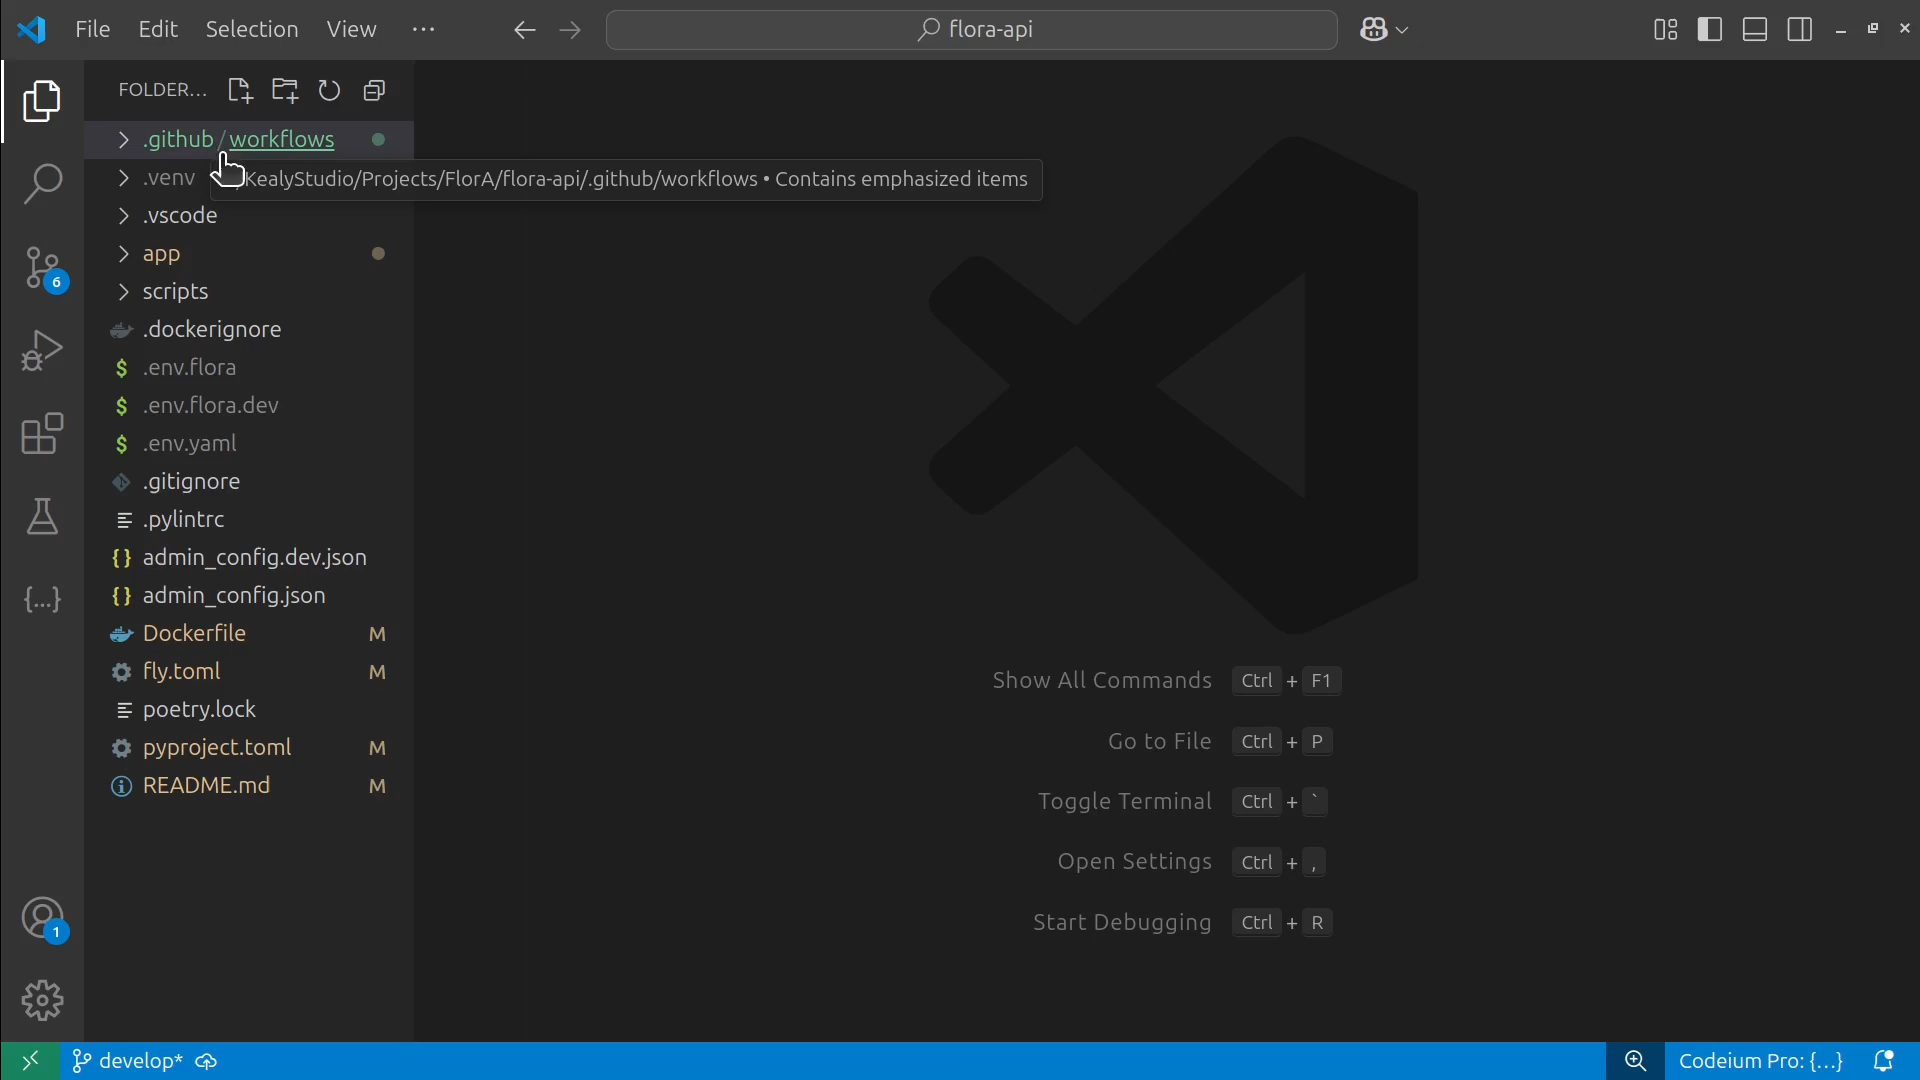 File Edit Selection View ···
flora-api
FOLDER...
.github / workflows
.venv
KealyStudio/Projects/FlorA/flora-api/.github/workflows • Contains emphasized items
.vscode
app
scripts
.dockerignore
$ .env.flora
$ .env.flora.dev
$ .env.yaml
.gitignore
.pylintrc
{} admin_config.dev.json
{} admin_config.json
Dockerfile M
fly.toml M
poetry.lock
pyproject.toml M
README.md M
6
{...}
1
Show All Commands Ctrl + F1
Go to File Ctrl + P
Toggle Terminal Ctrl + `
Open Settings Ctrl + ,
Start Debugging Ctrl + R
develop*
Codeium Pro: {...}